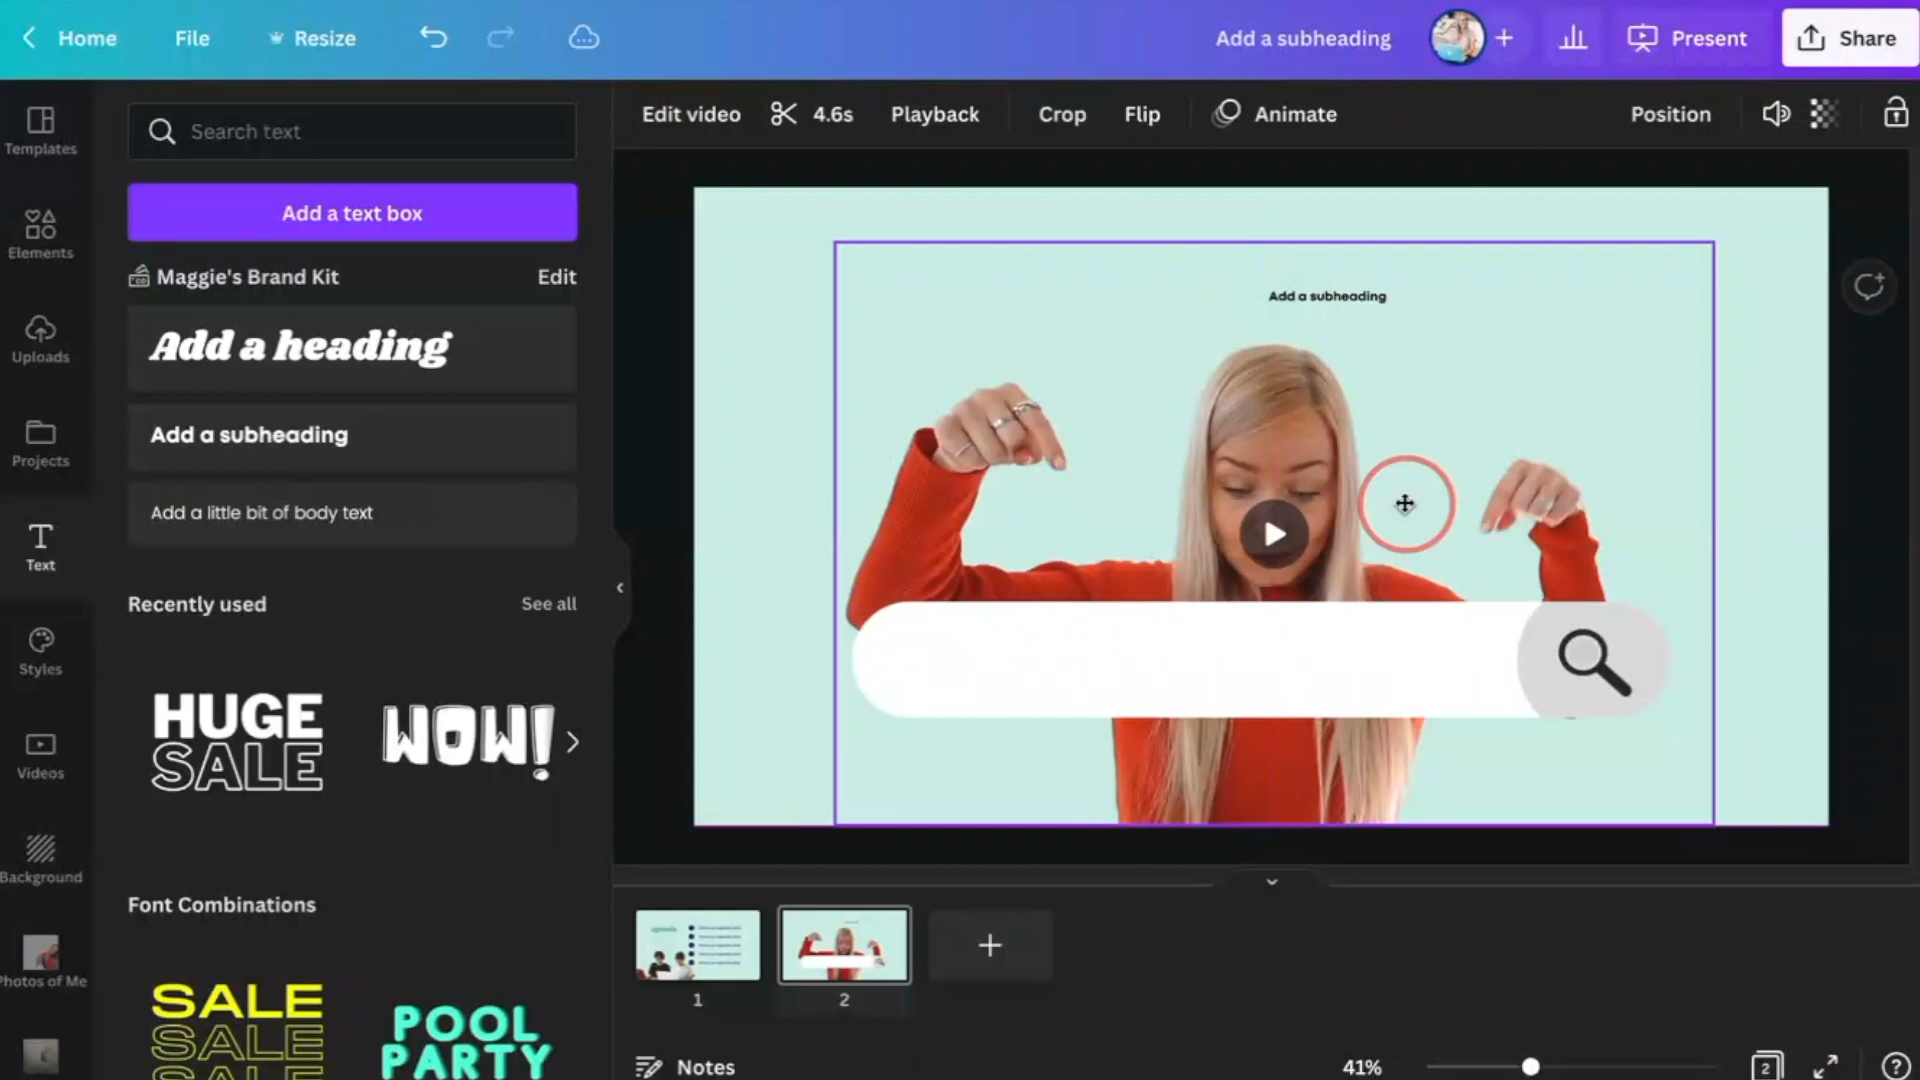 Home File Resize Add a subheading Present Share
Templates
Elements
Uploads
Projects
Text
Styles
Videos
Background
Photos of Me
Search text
Add a text box
Maggie's Brand Kit Edit
Add a heading
Add a subheading
Add a little bit of body text
Recently used See all
HUGE
SALE
WOW!
Font Combinations
SALE
SALE
SALE
POOL
PARTY
Edit video 4.6s Playback Crop Flip Animate Position
Add a subheading
agenda
1 2
Notes 41% 2 ?